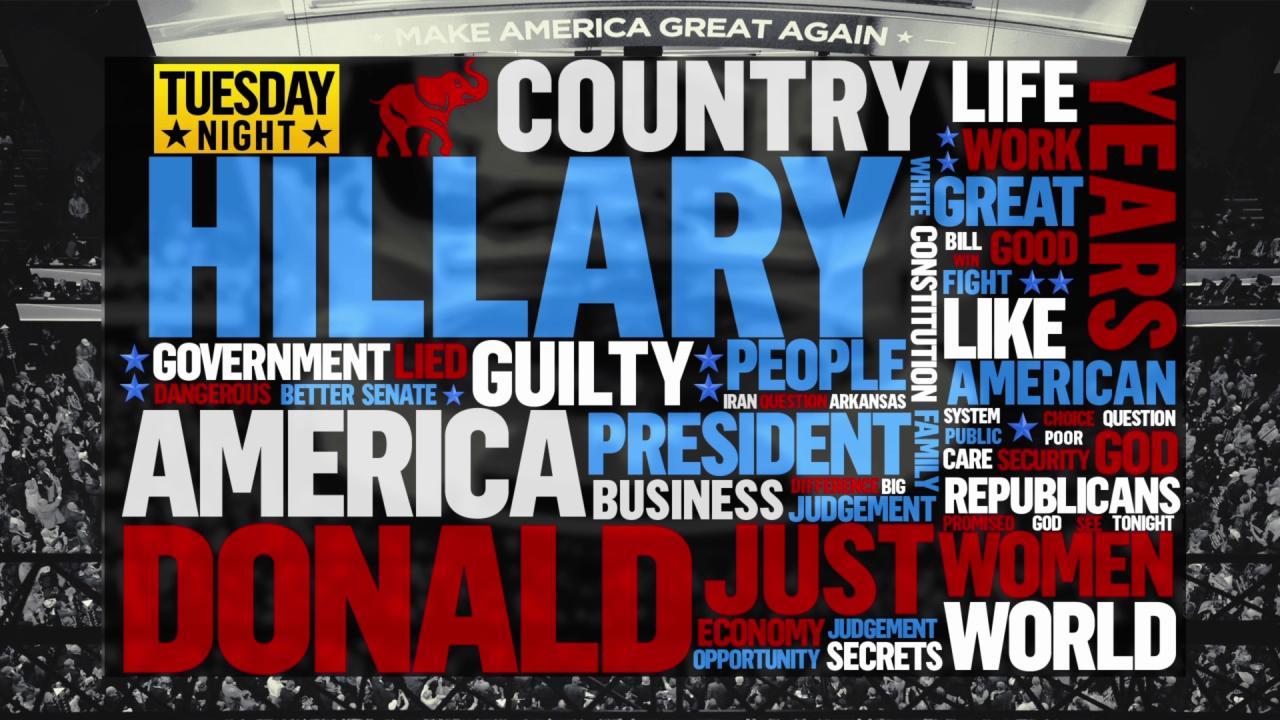 ★ MAKE AMERICA GREAT AGAIN ★
TUESDAY
★ NIGHT ★
COUNTRY
LIFE
YEARS
WORK
HILLARY
WHITE
GREAT
BILL
WIN
GOOD
FIGHT
CONSTITUTION
LIKE
GOVERNMENT LIED
GUILTY
PEOPLE
DANGEROUS BETTER SENATE
IRAN QUESTION ARKANSAS
AMERICAN
AMERICA
PRESIDENT
FAMILY
SYSTEM
CHOICE QUESTION
PUBLIC
POOR
GOD
CARE SECURITY
BUSINESS
DIFFERENCE BIG
JUDGEMENT
REPUBLICANS
PROMISED GOD SEE TONIGHT
DONALD
JUST
WOMEN
ECONOMY JUDGEMENT
OPPORTUNITY SECRETS
WORLD